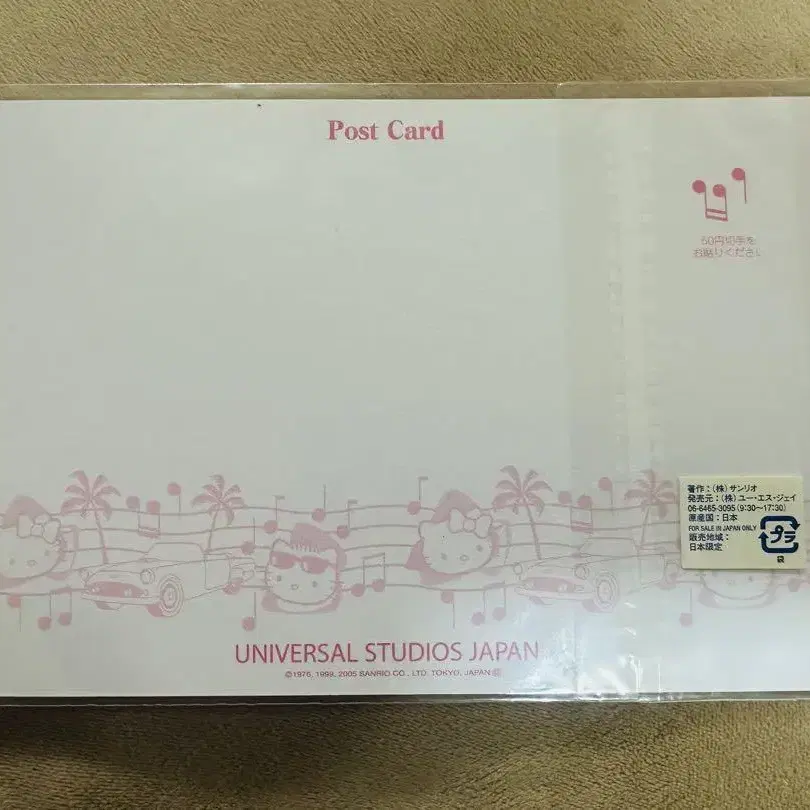 Post Card
50円切手を
お貼りください
著作：(株)サンリオ
発売元：(株)ユー・エス・ジェイ
06-6465-3095(9:30〜17:30)
原産国：日本
FOR SALE IN JAPAN ONLY
販売地域：
日本限定
プラ
袋
UNIVERSAL STUDIOS JAPAN
©1976, 1999, 2005 SANRIO CO., LTD. TOKYO, JAPAN